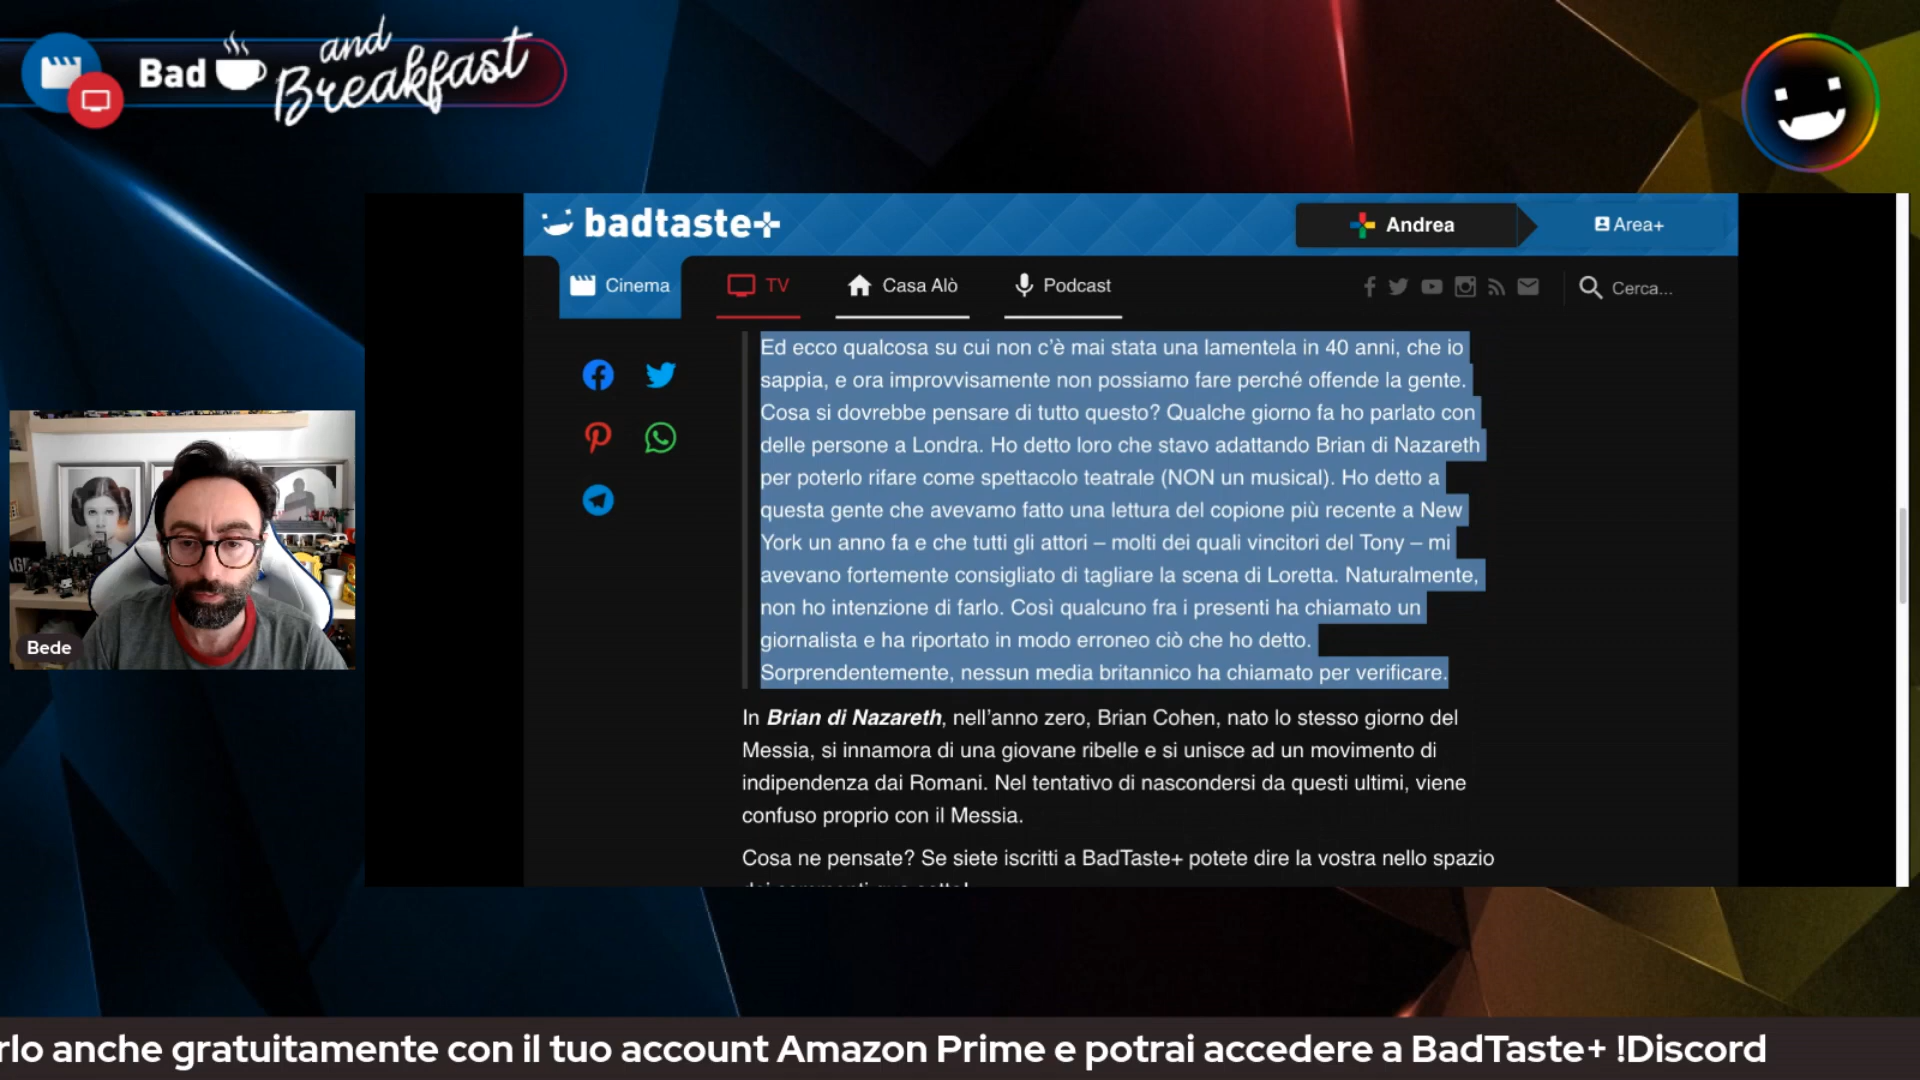 Bad and Breakfast
badtaste+
Andrea
Area+
Cinema
TV
Casa Alò
Podcast
Cerca...
Ed ecco qualcosa su cui non c'è mai stata una lamentela in 40 anni, che io
sappia, e ora improvvisamente non possiamo fare perché offende la gente.
Cosa si dovrebbe pensare di tutto questo? Qualche giorno fa ho parlato con
delle persone a Londra. Ho detto loro che stavo adattando Brian di Nazareth
per poterlo rifare come spettacolo teatrale (NON un musical). Ho detto a
questa gente che avevamo fatto una lettura del copione più recente a New
York un anno fa e che tutti gli attori – molti dei quali vincitori del Tony – mi
avevano fortemente consigliato di tagliare la scena di Loretta. Naturalmente,
non ho intenzione di farlo. Così qualcuno fra i presenti ha chiamato un
giornalista e ha riportato in modo erroneo ciò che ho detto.
Sorprendentemente, nessun media britannico ha chiamato per verificare.
In Brian di Nazareth, nell'anno zero, Brian Cohen, nato lo stesso giorno del
Messia, si innamora di una giovane ribelle e si unisce ad un movimento di
indipendenza dai Romani. Nel tentativo di nascondersi da questi ultimi, viene
confuso proprio con il Messia.
Cosa ne pensate? Se siete iscritti a BadTaste+ potete dire la vostra nello spazio
Bede
rlo anche gratuitamente con il tuo account Amazon Prime e potrai accedere a BadTaste+ !Discord